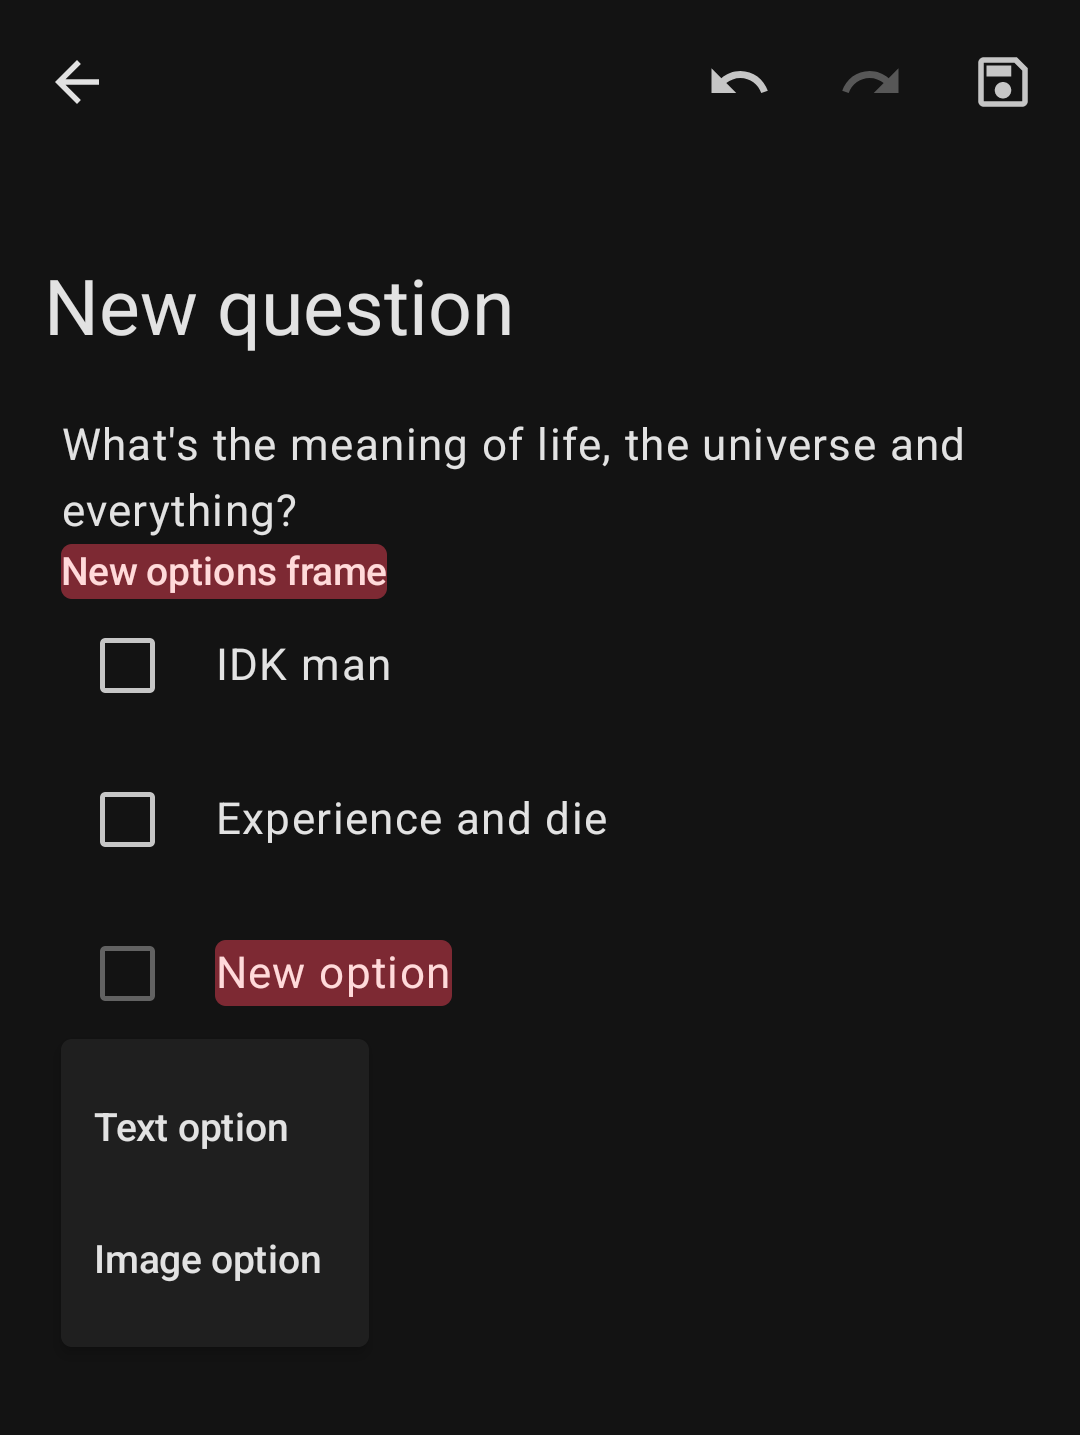 New question
What's the meaning of life, the universe and
everything?
New options frame
IDK man
Experience and die
New option
Text option
Image option